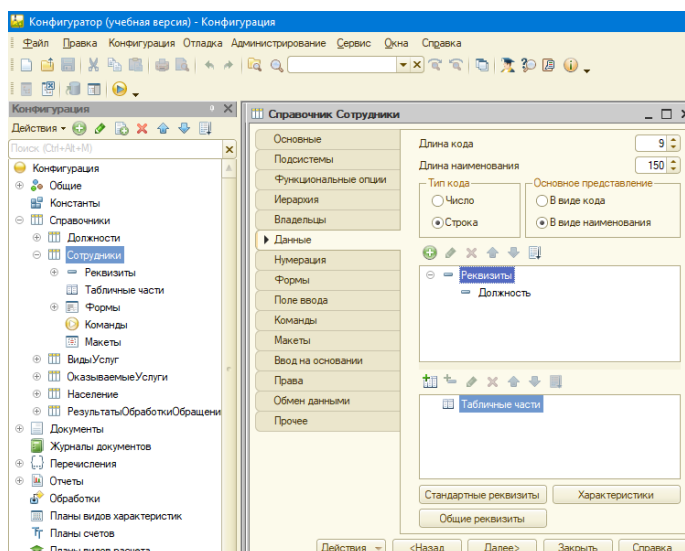 Конфигуратор (учебная версия) - Конфигурация
Файл Правка Конфигурация Отладка Администрирование Сервис Окна Справка
Конфигурация
Действия
Поиск (Ctrl+Alt+M)
Конфигурация
Общие
Константы
Справочники
Должности
Сотрудники
Реквизиты
Табличные части
Формы
Команды
Макеты
ВидыУслуг
ОказываемыеУслуги
Население
РезультатыОбработкиОбращени
Документы
Журналы документов
Перечисления
Отчеты
Обработки
Планы видов характеристик
Планы счетов
Планы видов расчета
Справочник Сотрудники
Основные
Подсистемы
Функциональные опции
Иерархия
Владельцы
Данные
Нумерация
Формы
Поле ввода
Команды
Макеты
Ввод на основании
Права
Обмен данными
Прочее
Длина кода 9
Длина наименования 150
Тип кода
Число
Строка
Основное представление
В виде кода
В виде наименования
Реквизиты
Должность
Табличные части
Стандартные реквизиты Характеристики
Общие реквизиты
Действия <Назад Далее> Закрыть Справка